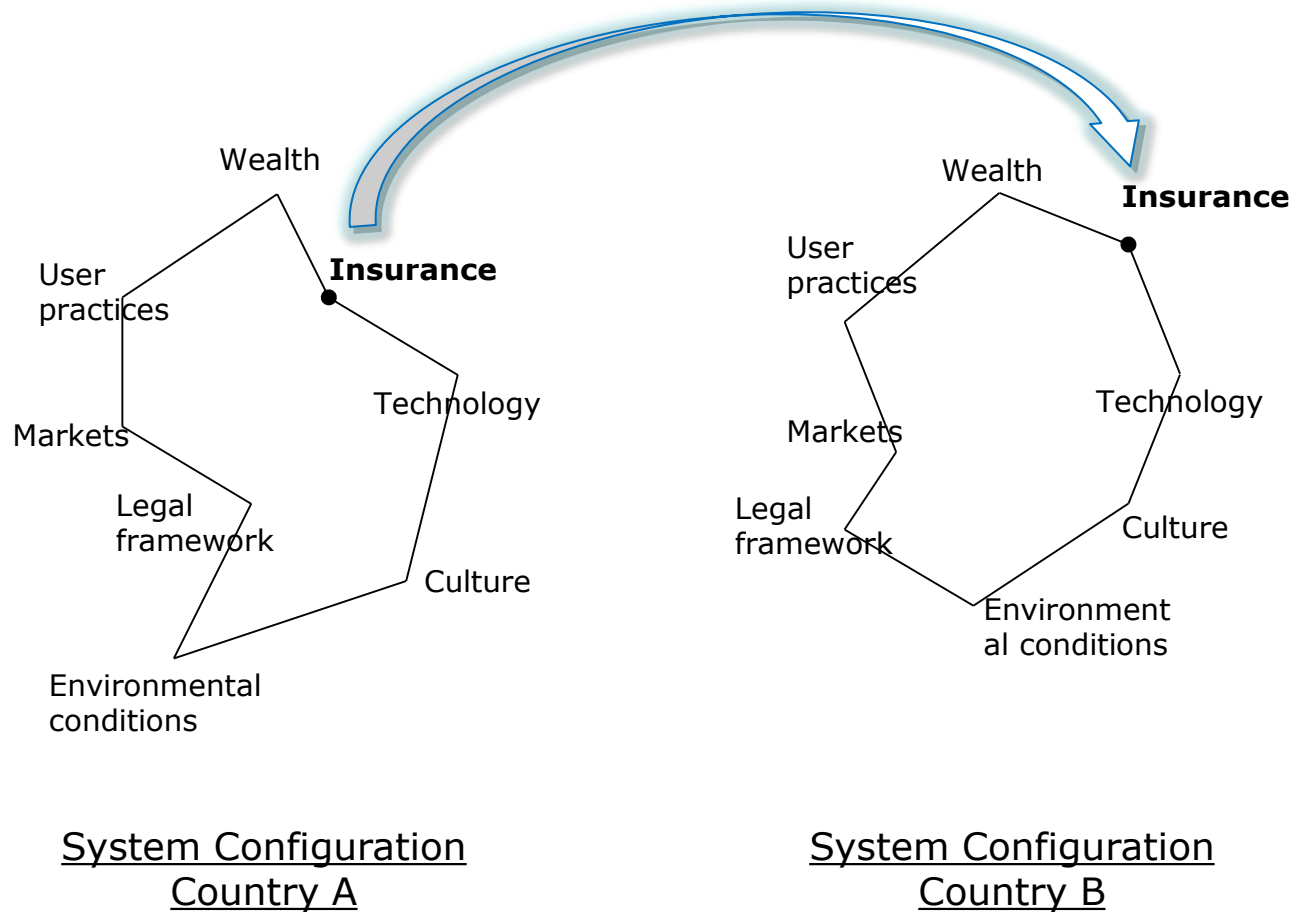 Wealth
Insurance
User
practices
Technology
Markets
Legal
framework
Culture
Environmental
conditions
System Configuration
Country A
Wealth
Insurance
User
practices
Technology
Markets
Legal
framework
Culture
Environment
al conditions
System Configuration
Country B